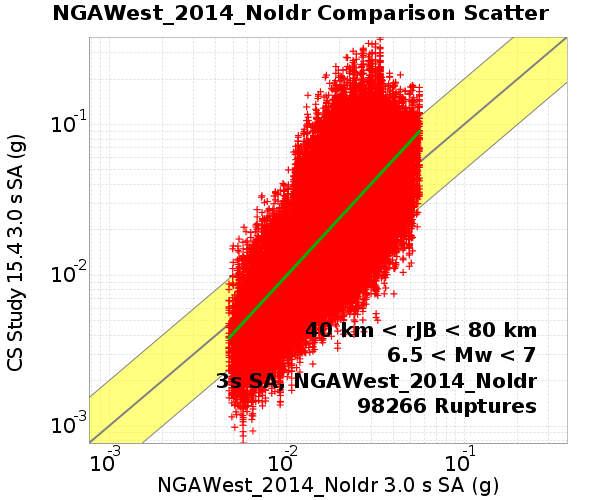 NGAWest_2014_NoIdr Comparison Scatter
CS Study 15.4 3.0 s SA (g)
10-1
10-2
10-3
40 km < rJB < 80 km
6.5 < Mw < 7
3s SA, NGAWest_2014_NoIdr
98266 Ruptures
10-3 10-2 10-1
NGAWest_2014_NoIdr 3.0 s SA (g)